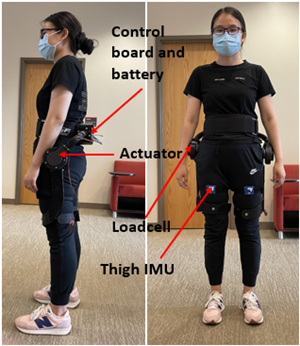 Control
board and
battery
Actuator
Loadcell
Thigh IMU